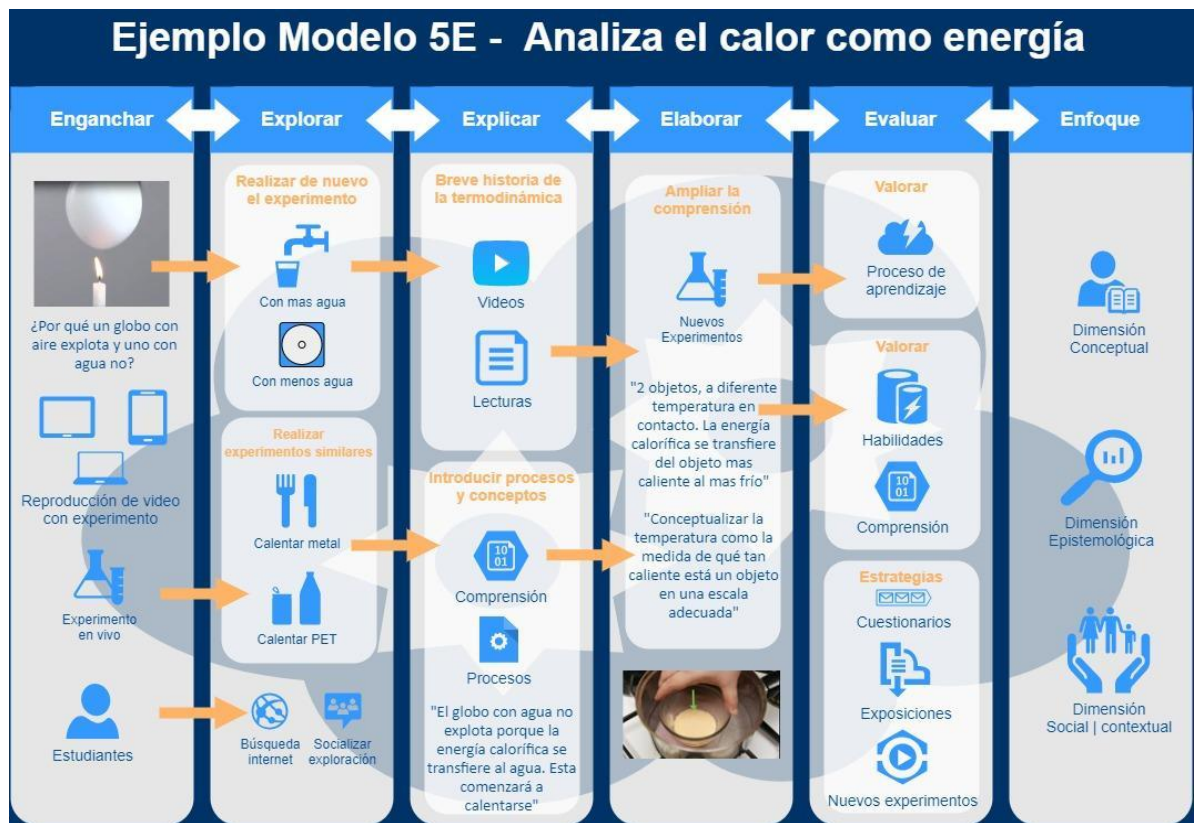 Ejemplo Modelo 5E - Analiza el calor como energía
Enganchar
Explorar
Explicar
Elaborar
Evaluar
Enfoque
¿Por qué un globo con
aire explota y uno con
agua no?
Reproducción de video
con experimento
Experimento
en vivo
Estudiantes
Realizar de nuevo
el experimento
Con mas agua
Con menos agua
Realizar
experimentos similares
Calentar metal
Calentar PET
Búsqueda
internet
Socializar
exploración
Breve historia de
la termodinámica
Videos
Lecturas
Introducir procesos
y conceptos
10
01
Comprensión
Procesos
"El globo con agua no
explota porque la
energía calorífica se
transfiere al agua. Esta
comenzará a
calentarse"
Ampliar la
comprensión
Nuevos
Experimentos
"2 objetos, a diferente
temperatura en
contacto. La energía
calorífica se transfiere
del objeto mas
caliente al mas frío"
"Conceptualizar la
temperatura como la
medida de qué tan
caliente está un objeto
en una escala
adecuada"
Valorar
Proceso de
aprendizaje
Valorar
Habilidades
10
01
Comprensión
Estrategias
Cuestionarios
Exposiciones
Nuevos experimentos
Dimensión
Conceptual
Dimensión
Epistemológica
Dimensión
Social | contextual